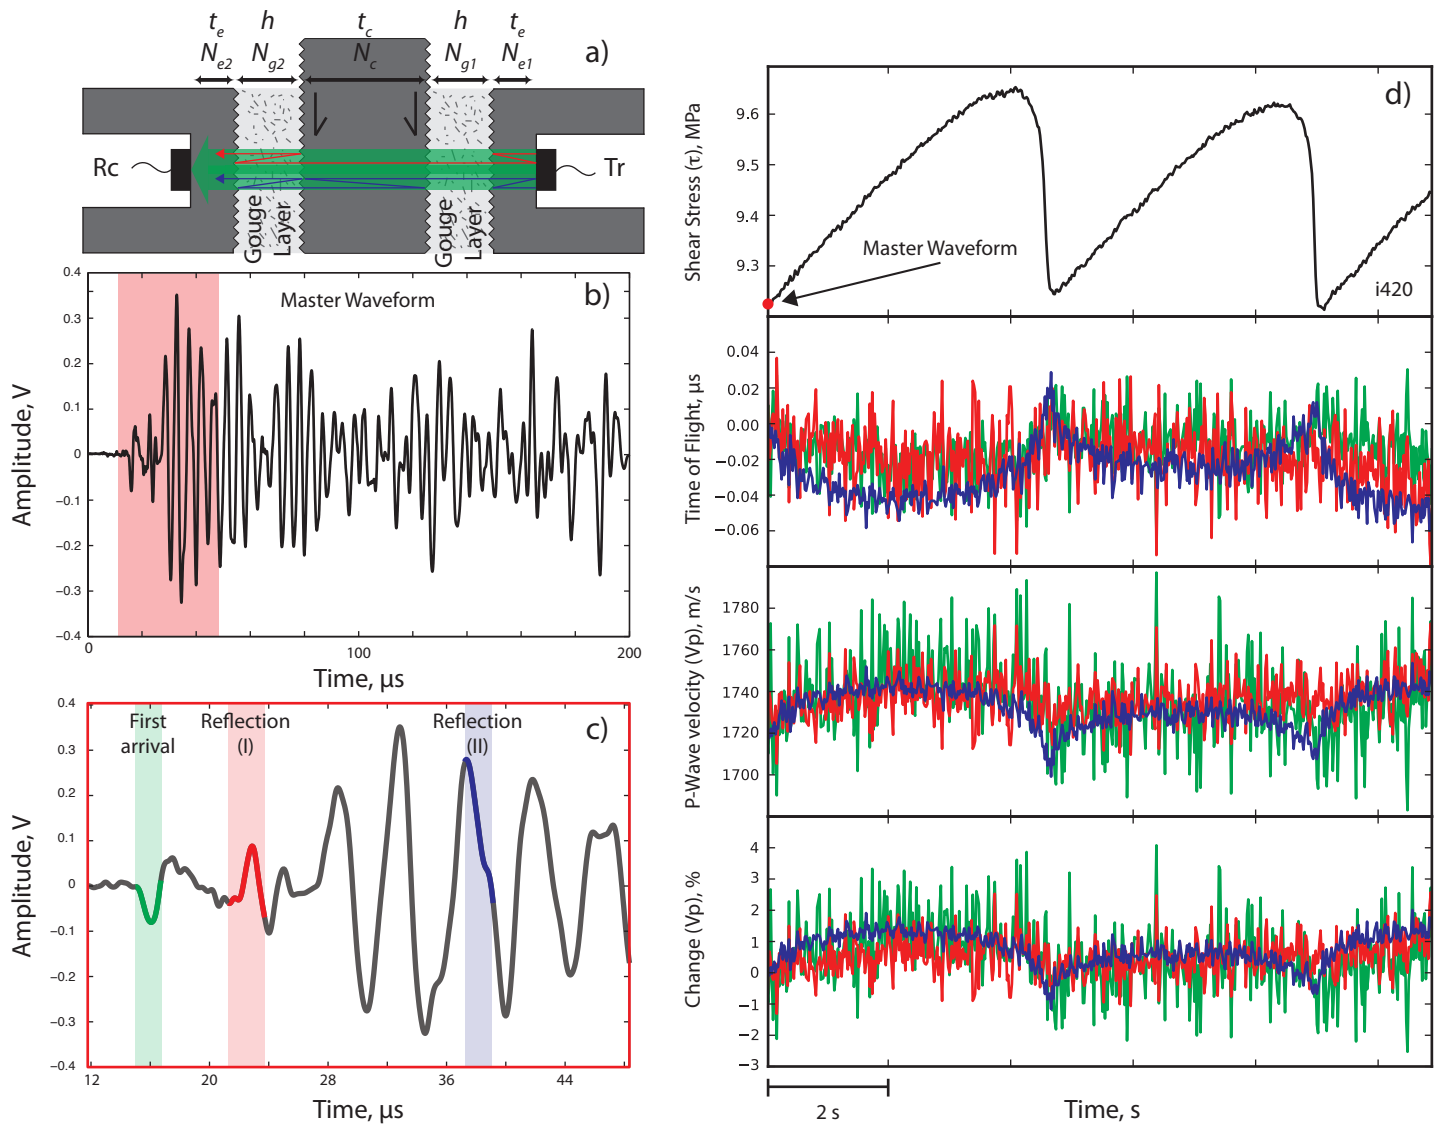 t_e h t_c h t_e
N_e2 N_g2 N_c N_g1 N_e1
a)
Rc
Tr
Gouge
Layer
Gouge
Layer
b)
Master Waveform
0.4
0.3
0.2
0.1
0
−0.1
−0.2
−0.3
−0.4
Amplitude, V
0 100 200
Time, µs
c)
First
arrival
Reflection
(I)
Reflection
(II)
0.4
0.3
0.2
0.1
0
−0.1
−0.2
−0.3
−0.4
Amplitude, V
12 20 28 36 44
Time, µs
d)
Shear Stress (τ), MPa
9.6
9.5
9.4
9.3
Master Waveform
i420
Time of Flight, µs
0.04
0.02
0.00
−0.02
−0.04
−0.06
P-Wave velocity (Vp), m/s
1780
1760
1740
1720
1700
Change (Vp), %
4
3
2
1
0
−1
−2
−3
2 s
Time, s